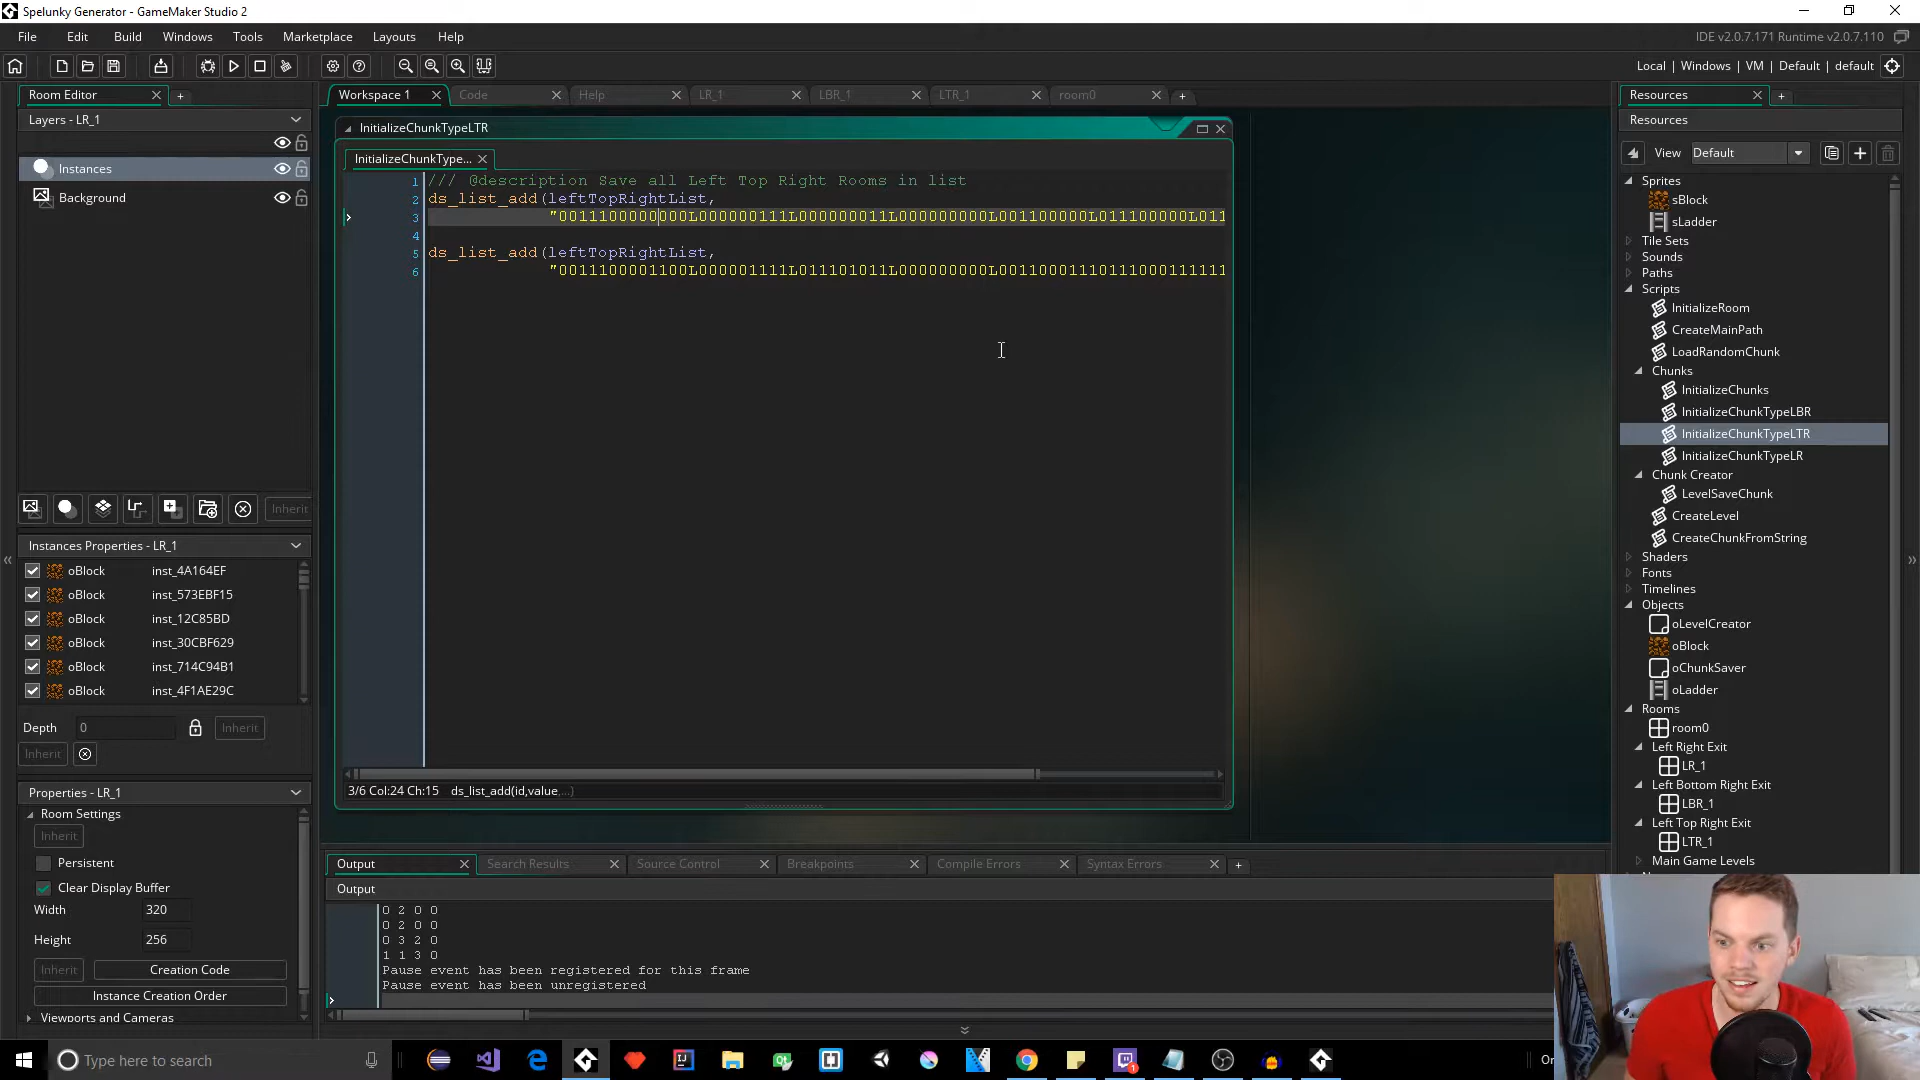 Spelunky Generator - GameMaker Studio 2
File Edit Build Windows Tools Marketplace Layouts Help
IDE v2.0.7.171 Runtime v2.0.7.110
Local | Windows | VM | Default | default
Room Editor
Layers - LR_1
Instances
Background
Inherit
Instances Properties - LR_1
oBlock inst_4A164EF
oBlock inst_573EBF15
oBlock inst_12C85BD
oBlock inst_30CBF629
oBlock inst_714C94B1
oBlock inst_4F1AE29C
Depth 0 Inherit
Inherit
Properties - LR_1
Room Settings
Inherit
Persistent
Clear Display Buffer
Width 320
Height 256
Inherit Creation Code
Instance Creation Order
Viewports and Cameras
Workspace 1 Code Help LR_1 LBR_1 LTR_1 room0
InitializeChunkTypeLTR
InitializeChunkType...
1 /// @description Save all Left Top Right Rooms in list
2 ds_list_add(leftTopRightList,
3 "0011100000000L000000111L000000011L000000000L001100000L011100000L011
4
5 ds_list_add(leftTopRightList,
6 "0011100001100L000001111L011101011L000000000L0011000111011100011111
3/6 Col:24 Ch:15 ds_list_add(id,value,...)
Output Search Results Source Control Breakpoints Compile Errors Syntax Errors
Output
0 2 0 0
0 2 0 0
0 3 2 0
1 1 3 0
Pause event has been registered for this frame
Pause event has been unregistered
Resources
Resources
View Default
Sprites
sBlock
sLadder
Tile Sets
Sounds
Paths
Scripts
InitializeRoom
CreateMainPath
LoadRandomChunk
Chunks
InitializeChunks
InitializeChunkTypeLBR
InitializeChunkTypeLTR
InitializeChunkTypeLR
Chunk Creator
LevelSaveChunk
CreateLevel
CreateChunkFromString
Shaders
Fonts
Timelines
Objects
oLevelCreator
oBlock
oChunkSaver
oLadder
Rooms
room0
Left Right Exit
LR_1
Left Bottom Right Exit
LBR_1
Left Top Right Exit
LTR_1
Main Game Levels
Type here to search